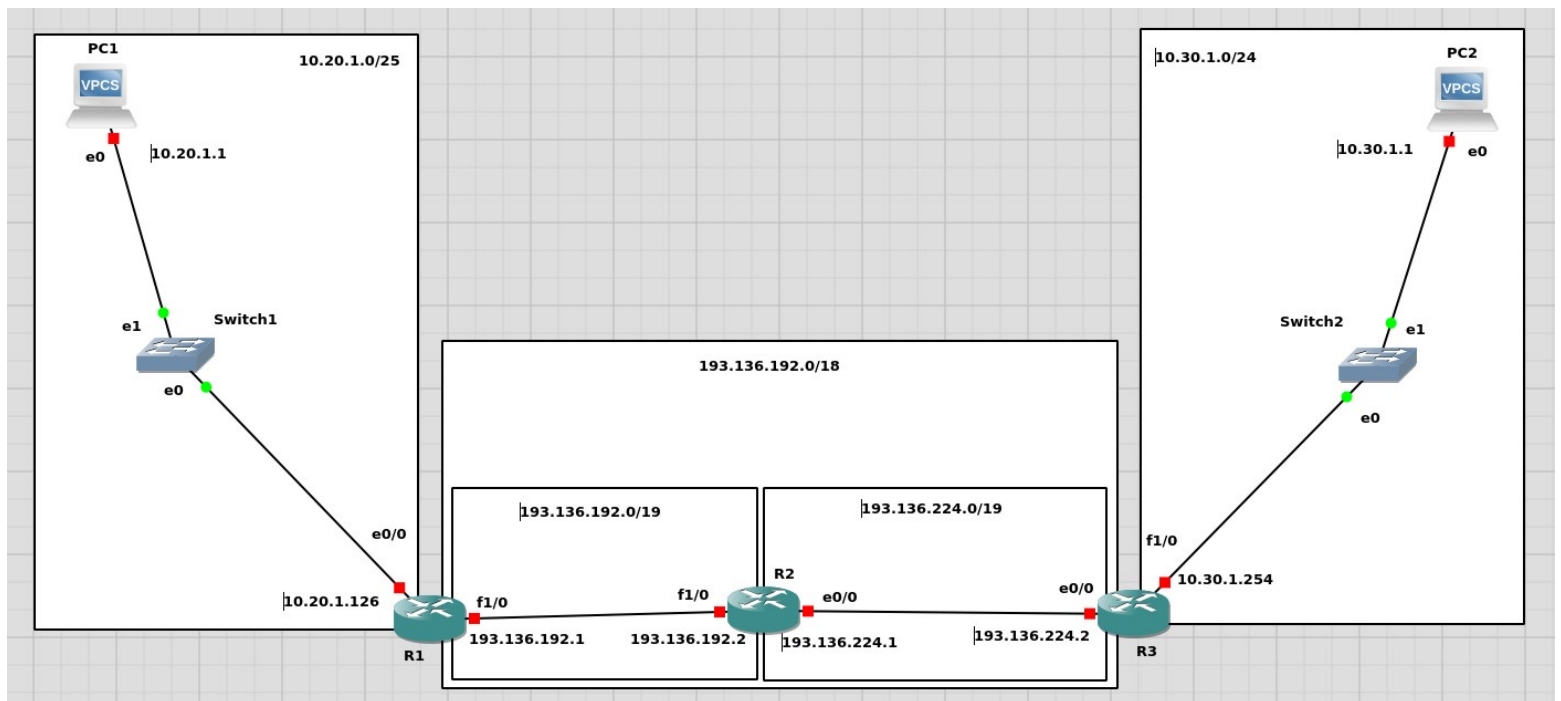 PC1
10.20.1.0/25
VPCS
e0
10.20.1.1
e1
Switch1
e0
e0/0
10.20.1.126
R1
10.30.1.0/24
PC2
VPCS
10.30.1.1
e0
Switch2
e1
e0
f1/0
10.30.1.254
R3
193.136.192.0/18
193.136.192.0/19
193.136.224.0/19
R2
f1/0
f1/0
e0/0
e0/0
193.136.192.1
193.136.192.2
193.136.224.1
193.136.224.2